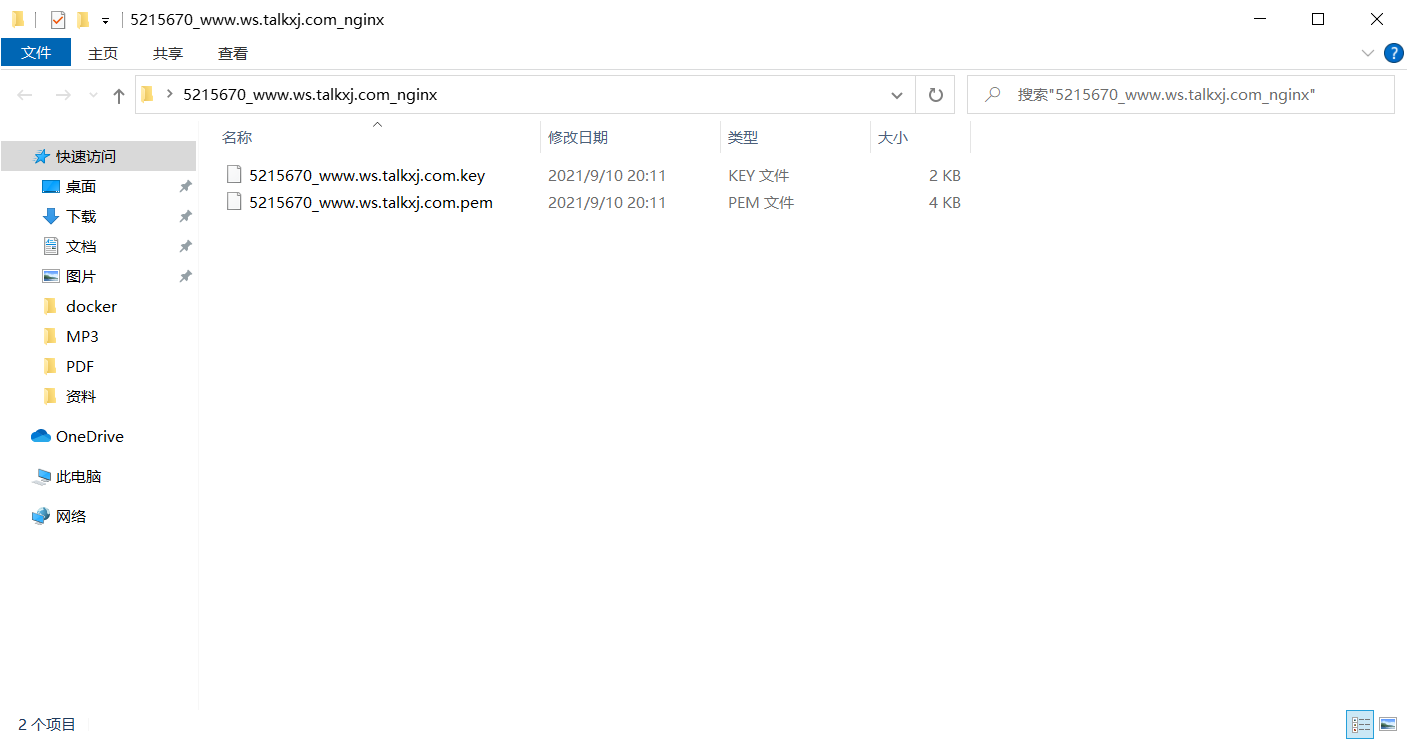 5215670_www.ws.talkxj.com_nginx
文件 主页 共享 查看 ?
5215670_www.ws.talkxj.com_nginx 搜索"5215670_www.ws.talkxj.com_nginx"
名称 修改日期 类型 大小
5215670_www.ws.talkxj.com.key 2021/9/10 20:11 KEY 文件 2 KB
5215670_www.ws.talkxj.com.pem 2021/9/10 20:11 PEM 文件 4 KB
快速访问
桌面
下载
文档
图片
docker
MP3
PDF
资料
OneDrive
此电脑
网络
2 个项目